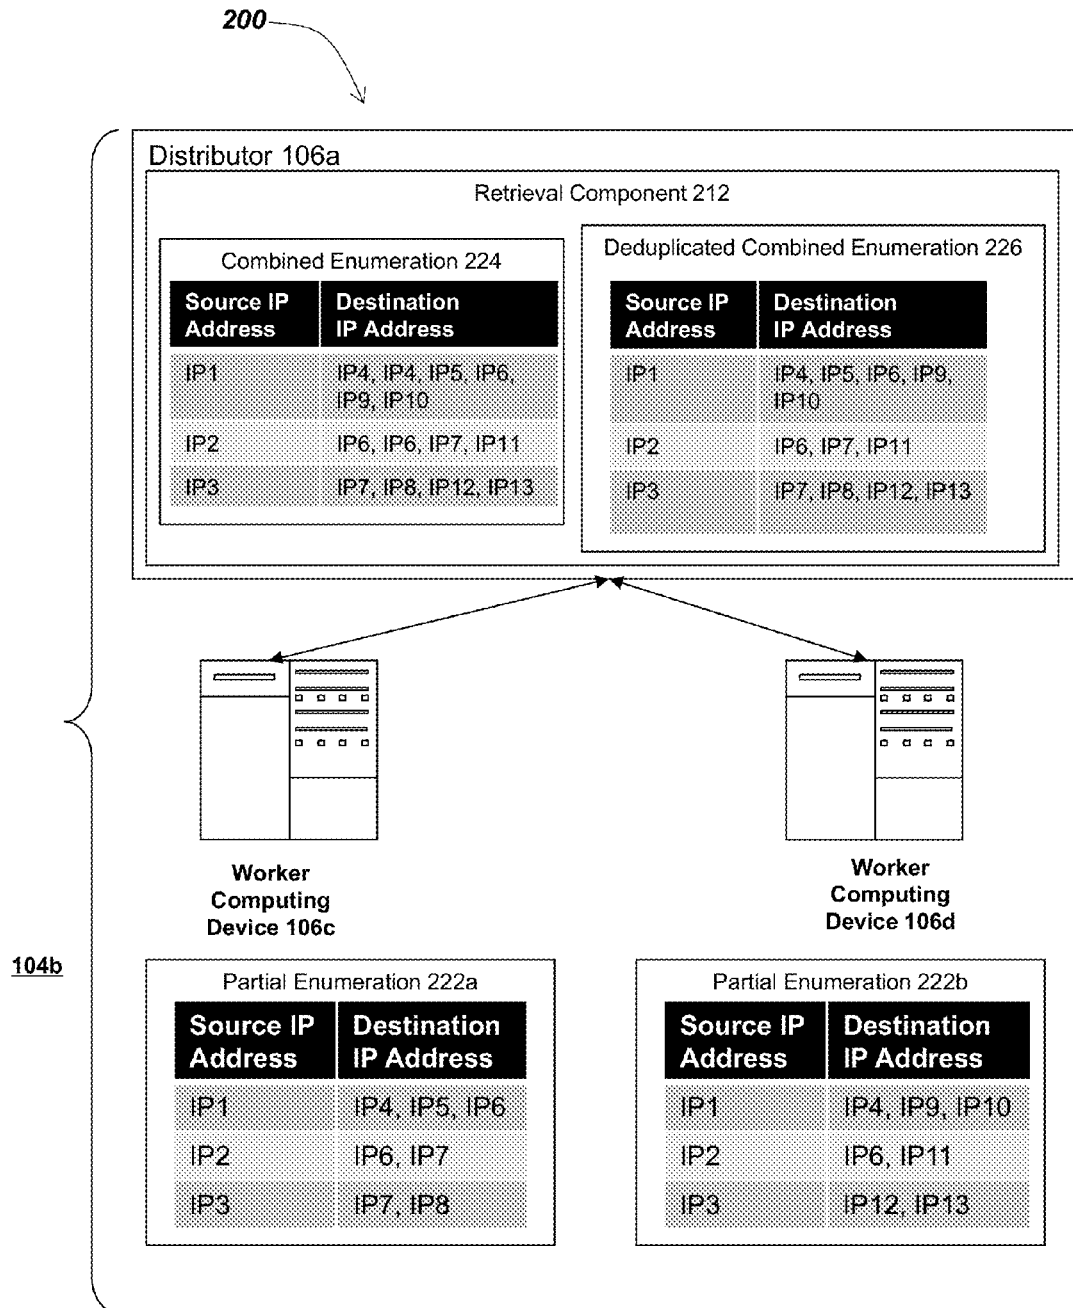 200
Distributor 106a
Retrieval Component 212
Combined Enumeration 224
Source IP Destination
Address IP Address
IP1 IP4, IP4, IP5, IP6,
IP9, IP10
IP2 IP6, IP6, IP7, IP11
IP3 IP7, IP8, IP12, IP13
Deduplicated Combined Enumeration 226
Source IP Destination
Address IP Address
IP1 IP4, IP5, IP6, IP9,
IP10
IP2 IP6, IP7, IP11
IP3 IP7, IP8, IP12, IP13
Worker
Computing
Device 106c
Worker
Computing
Device 106d
104b
Partial Enumeration 222a
Source IP Destination
Address IP Address
IP1 IP4, IP5, IP6
IP2 IP6, IP7
IP3 IP7, IP8
Partial Enumeration 222b
Source IP Destination
Address IP Address
IP1 IP4, IP9, IP10
IP2 IP6, IP11
IP3 IP12, IP13